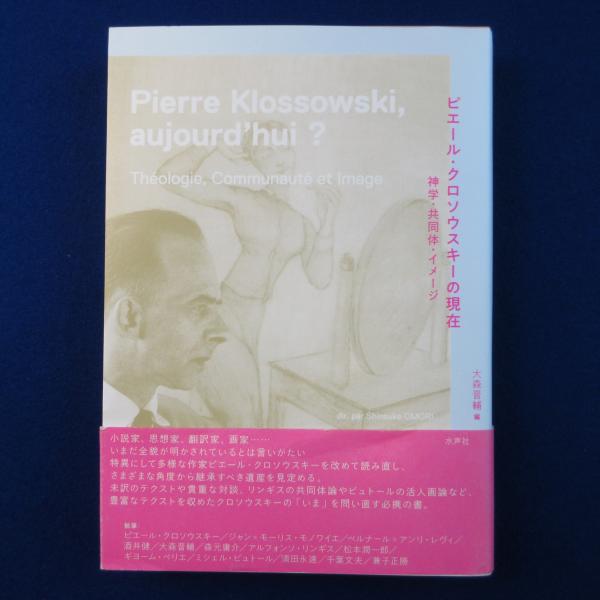 Pierre Klossowski,
aujourd'hui ?
Théologie, Communauté et Image
ピエール・クロソウスキーの現在
神学・共同体・イメージ
大森晋輔 編
dir. par Shinsuke OMORI
水声社
小説家、思想家、翻訳家、画家……
いまだ全貌が明かされているとは言いがたい
特異にして多様な作家ピエール・クロソウスキーを改めて読み直し、
さまざまな角度から継承すべき遺産を見定める。
未訳のテクストや貴重な対談、リンギスの共同体論やビュトールの活人画論など、
豊富なテクストを収めたクロソウスキーの「いま」を問い直す必携の書。
執筆
ピエール・クロソウスキー／ジャン＝モーリス・モノワイエ／ベルナール＝アンリ・レヴィ／
酒井健／大森晋輔／森元庸介／アルフォンソ・リンギス／松本潤一郎／
ギヨーム・ペリエ／ミシェル・ビュトール／須田永遠／千葉文夫／兼子正勝